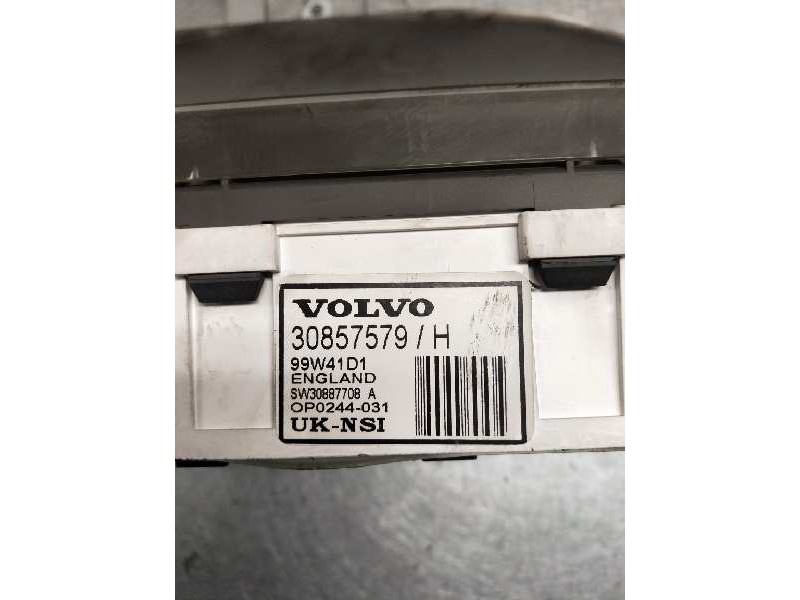 VOLVO
30857579 / H
99W41D1
ENGLAND
SW30887708 A
OP0244-031
UK-NSI